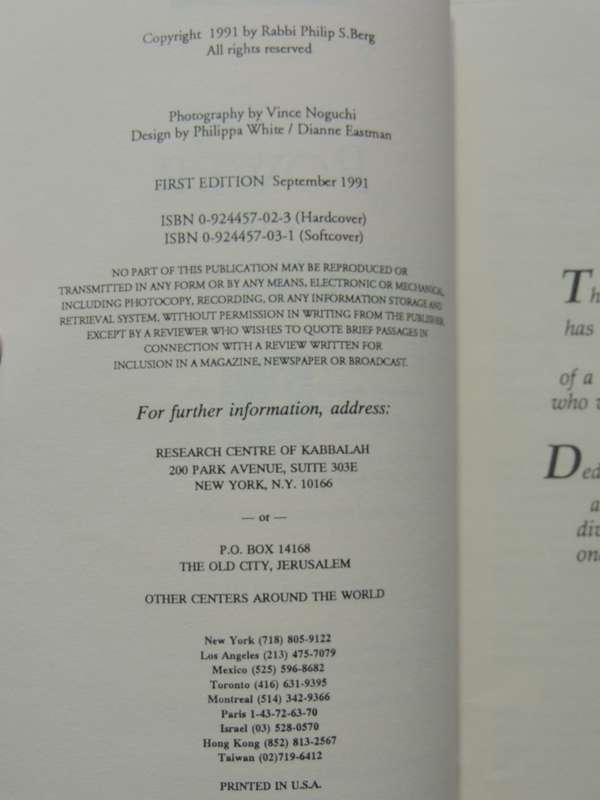 Copyright 1991 by Rabbi Philip S.Berg
All rights reserved
Photography by Vince Noguchi
Design by Philippa White / Dianne Eastman
FIRST EDITION September 1991
ISBN 0-924457-02-3 (Hardcover)
ISBN 0-924457-03-1 (Softcover)
NO PART OF THIS PUBLICATION MAY BE REPRODUCED OR
TRANSMITTED IN ANY FORM OR BY ANY MEANS, ELECTRONIC OR MECHANICAL,
INCLUDING PHOTOCOPY, RECORDING, OR ANY INFORMATION STORAGE AND
RETRIEVAL SYSTEM, WITHOUT PERMISSION IN WRITING FROM THE PUBLISHER
EXCEPT BY A REVIEWER WHO WISHES TO QUOTE BRIEF PASSAGES IN
CONNECTION WITH A REVIEW WRITTEN FOR
INCLUSION IN A MAGAZINE, NEWSPAPER OR BROADCAST.
For further information, address:
RESEARCH CENTRE OF KABBALAH
200 PARK AVENUE, SUITE 303E
NEW YORK, N.Y. 10166
— or —
P.O. BOX 14168
THE OLD CITY, JERUSALEM
OTHER CENTERS AROUND THE WORLD
New York (718) 805-9122
Los Angeles (213) 475-7079
Mexico (525) 596-8682
Toronto (416) 631-9395
Montreal (514) 342-9366
Paris 1-43-72-63-70
Israel (03) 528-0570
Hong Kong (852) 813-2567
Taiwan (02)719-6412
PRINTED IN U.S.A.
has
of a
who